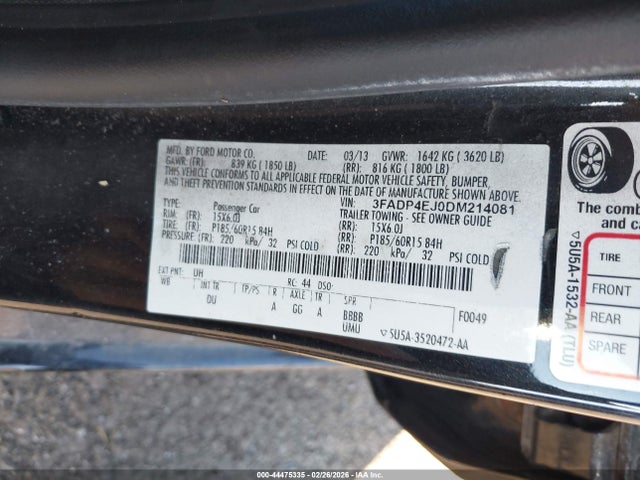 MFD. BY FORD MOTOR CO. DATE: 03/13 GVWR: 1642 KG ( 3620 LB)
GAWR: (FR): 839 KG ( 1850 LB) (RR): 816 KG ( 1800 LB)
THIS VEHICLE CONFORMS TO ALL APPLICABLE FEDERAL MOTOR VEHICLE SAFETY, BUMPER,
AND THEFT PREVENTION STANDARDS IN EFFECT ON THE DATE OF MANUFACTURE SHOWN ABOVE.
VIN: 3FADP4EJ0DM214081
TYPE: Passenger Car TRAILER TOWING - SEE OWNER GUIDE
RIM: (FR): 15X6.0J (RR): 15X6.0J
TIRE: (FR): P185/60R15 84H (RR): P185/60R15 84H
PRESSURE: (FR): 220 kPa/ 32 PSI COLD (RR): 220 kPa/ 32 PSI COLD
EXT PNT: UH RC: 44 DSO:
WB INT TR TP/PS R AXLE TR SPR
DU A GG A BBBB F0049
UMU 5U5A-3520472-AA
The comb
and ca
TIRE
FRONT
REAR
SPARE
5U5A-1532-AA (TLU)
000-44475335 - 02/26/2026 - IAAI.COM